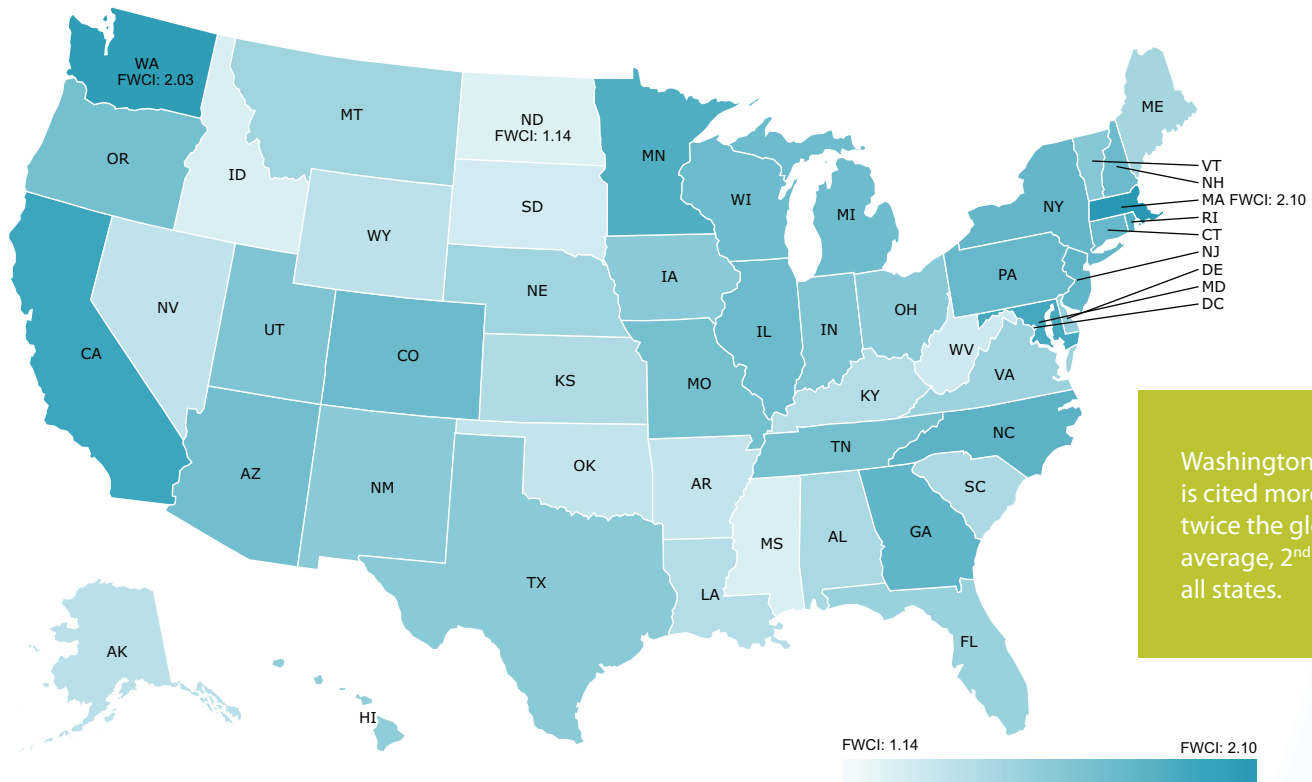 WA
FWCI: 2.03
MT
ND
FWCI: 1.14
MN
ME
OR
ID
SD
WI
MI
NY
VT
NH
MA FWCI: 2.10
RI
CT
NJ
DE
MD
DC
WY
IA
PA
NV
NE
IL
IN
OH
UT
CO
CA
KS
MO
WV
VA
KY
NC
TN
AZ
NM
OK
AR
SC
MS
AL
GA
TX
LA
FL
AK
HI
Washington
is cited more
twice the gl
average, 2nd
all states.
FWCI: 1.14
FWCI: 2.10